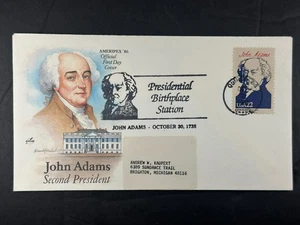 AMERIPEX '86
Official
First Day
Cover
Presidential
Birthplace
Station
JOHN ADAMS - OCTOBER 30, 1735
John Adams
USA 22
John Adams
Second President
ANDREW W. KAUPERT
6309 SUNDANCE TRAIL
BRIGHTON, MICHIGAN 48116